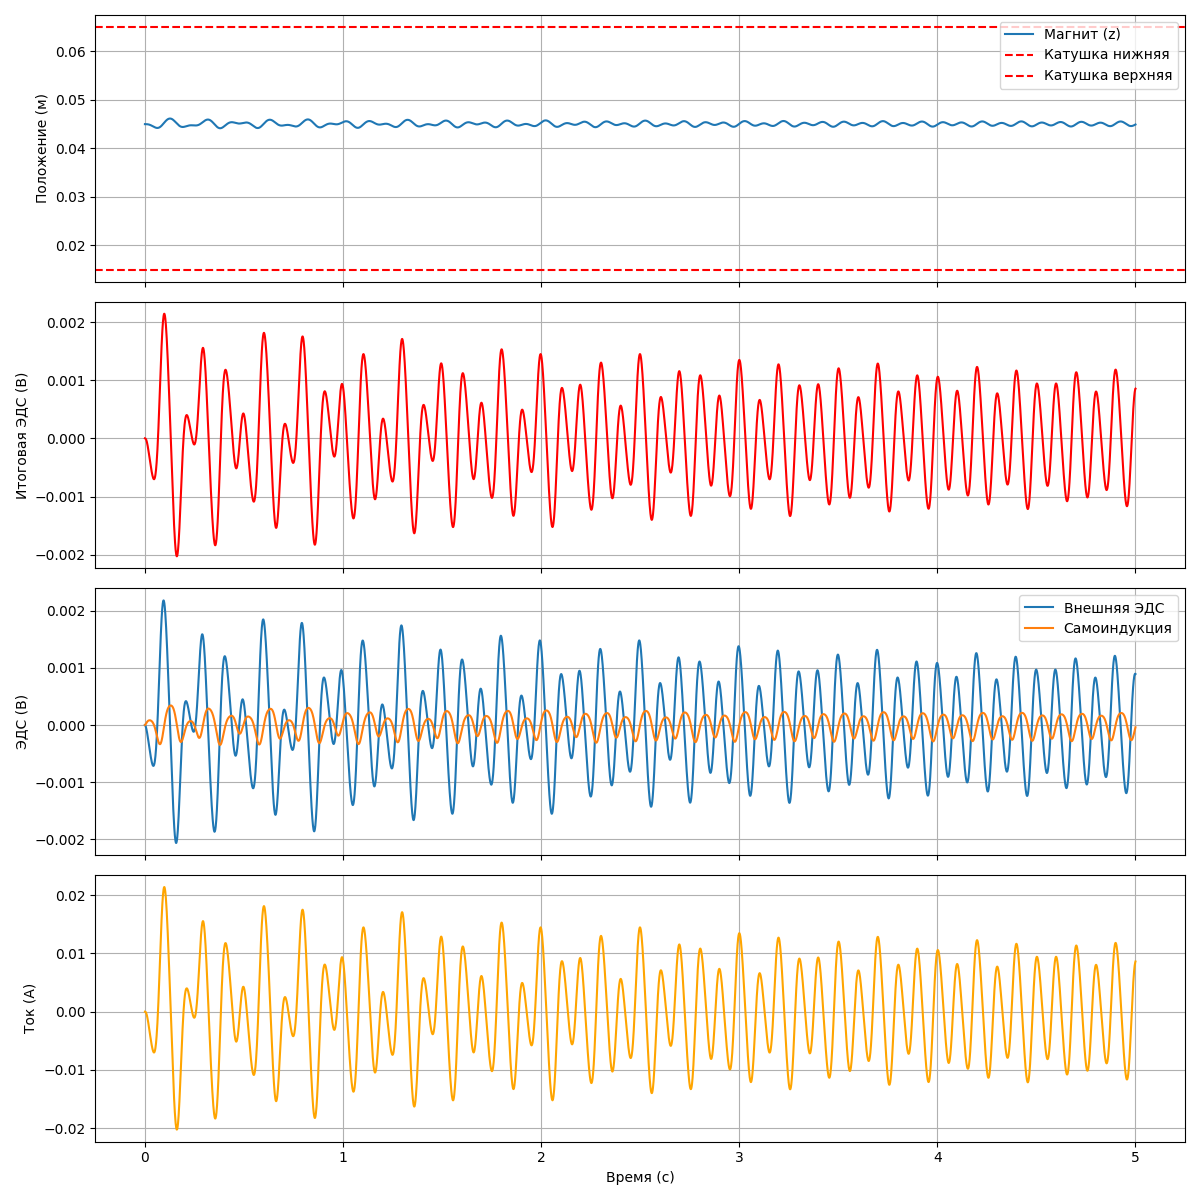 0.06
0.05
0.04
0.03
0.02
Положение (м)
Магнит (z)
Катушка нижняя
Катушка верхняя
0.002
0.001
0.000
−0.001
−0.002
Итоговая ЭДС (В)
0.002
0.001
0.000
−0.001
−0.002
ЭДС (В)
Внешняя ЭДС
Самоиндукция
0.02
0.01
0.00
−0.01
−0.02
Ток (А)
0 1 2 3 4 5
Время (с)